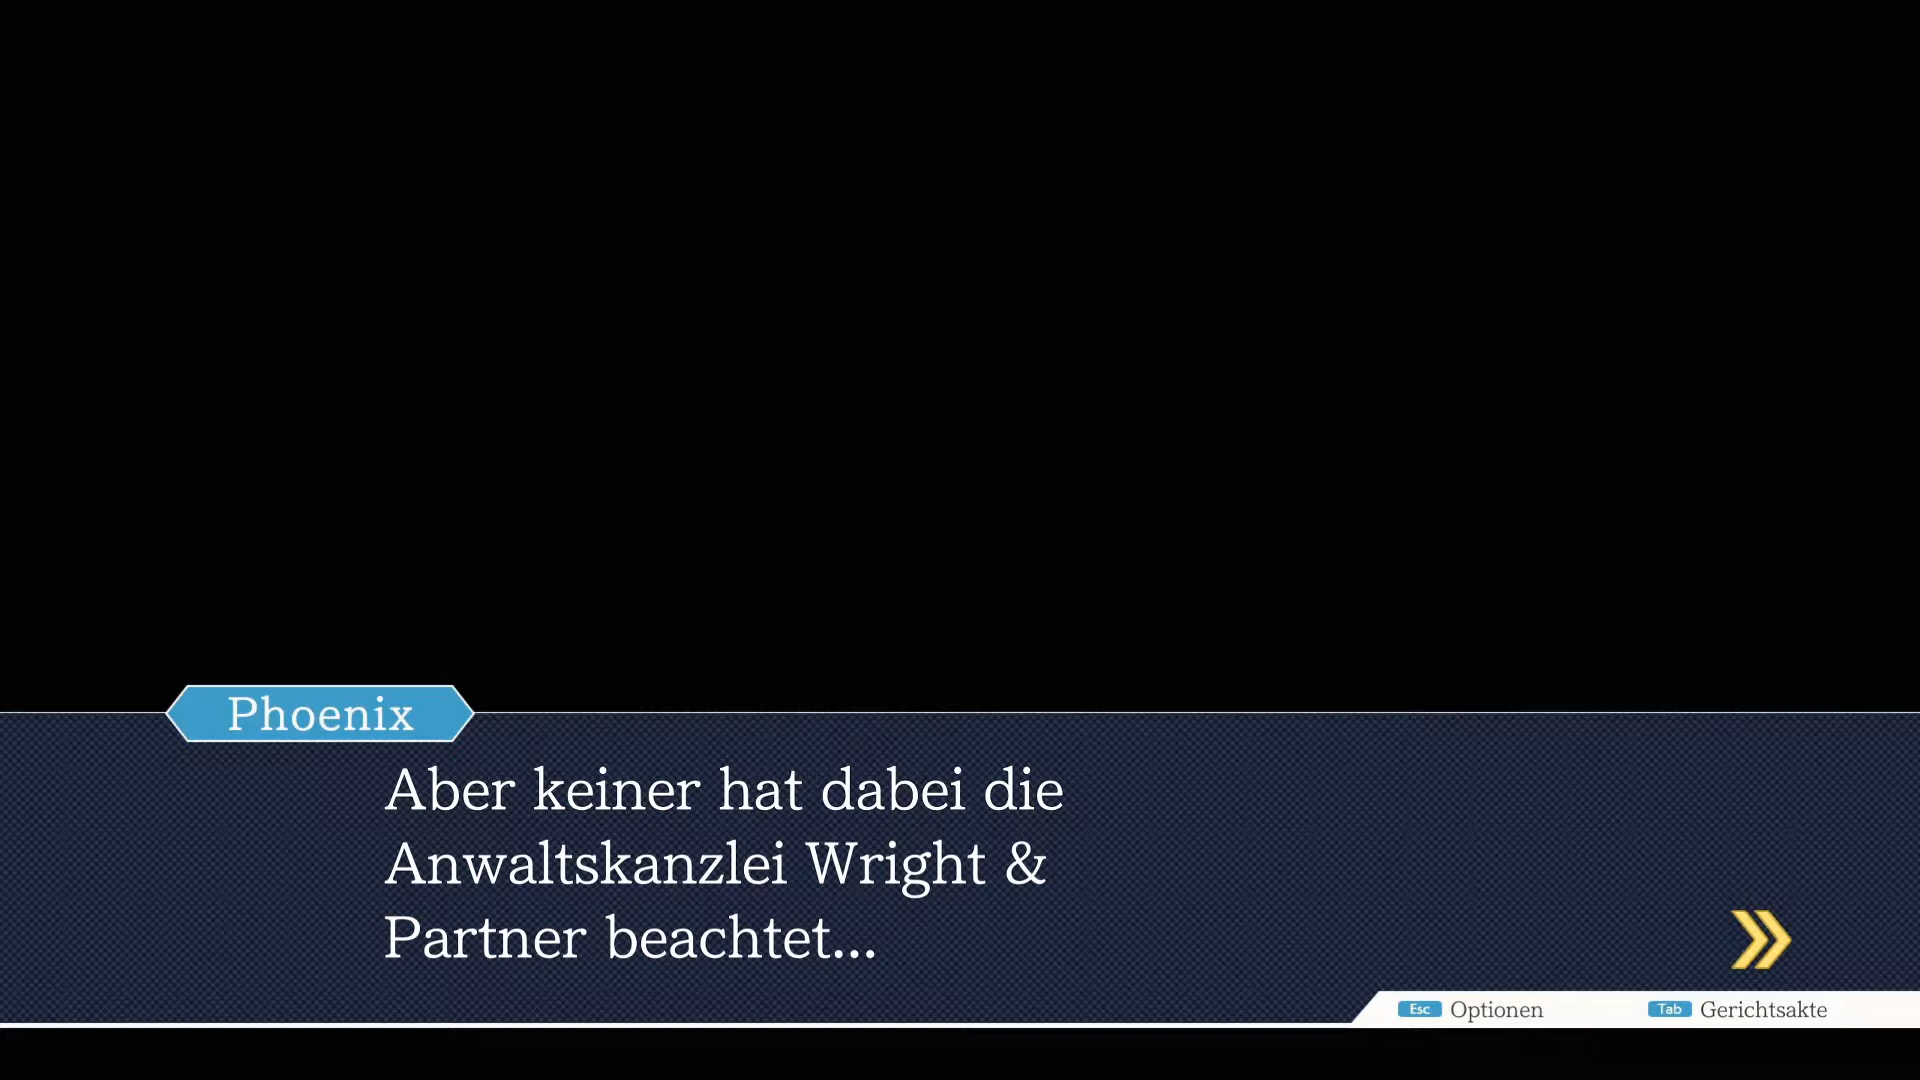 Phoenix
Aber keiner hat dabei die
Anwaltskanzlei Wright &
Partner beachtet...
Esc Optionen Tab Gerichtsakte